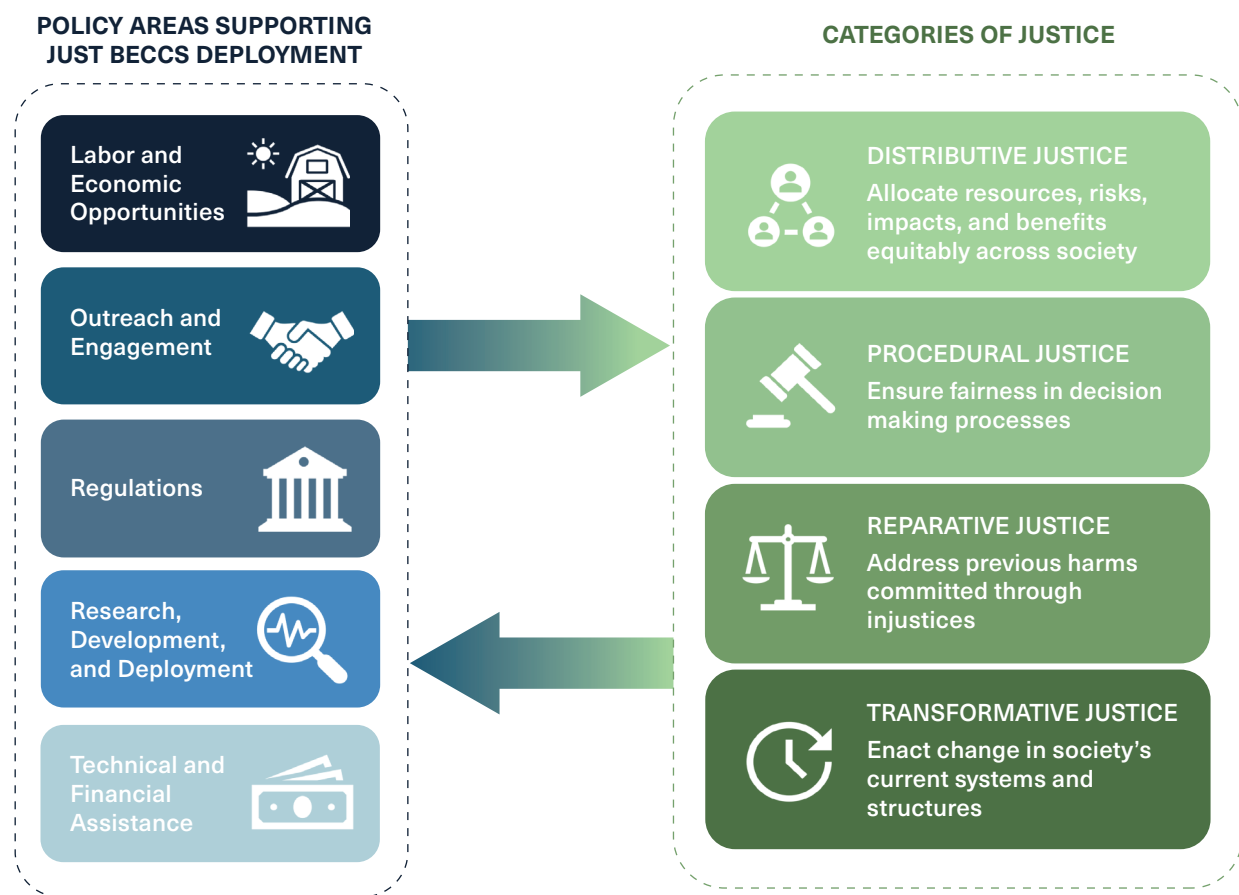 POLICY AREAS SUPPORTING
JUST BECCS DEPLOYMENT
Labor and
Economic
Opportunities
Outreach and
Engagement
Regulations
Research,
Development,
and Deployment
Technical and
Financial
Assistance
CATEGORIES OF JUSTICE
DISTRIBUTIVE JUSTICE
Allocate resources, risks,
impacts, and benefits
equitably across society
PROCEDURAL JUSTICE
Ensure fairness in decision
making processes
REPARATIVE JUSTICE
Address previous harms
committed through
injustices
TRANSFORMATIVE JUSTICE
Enact change in society’s
current systems and
structures